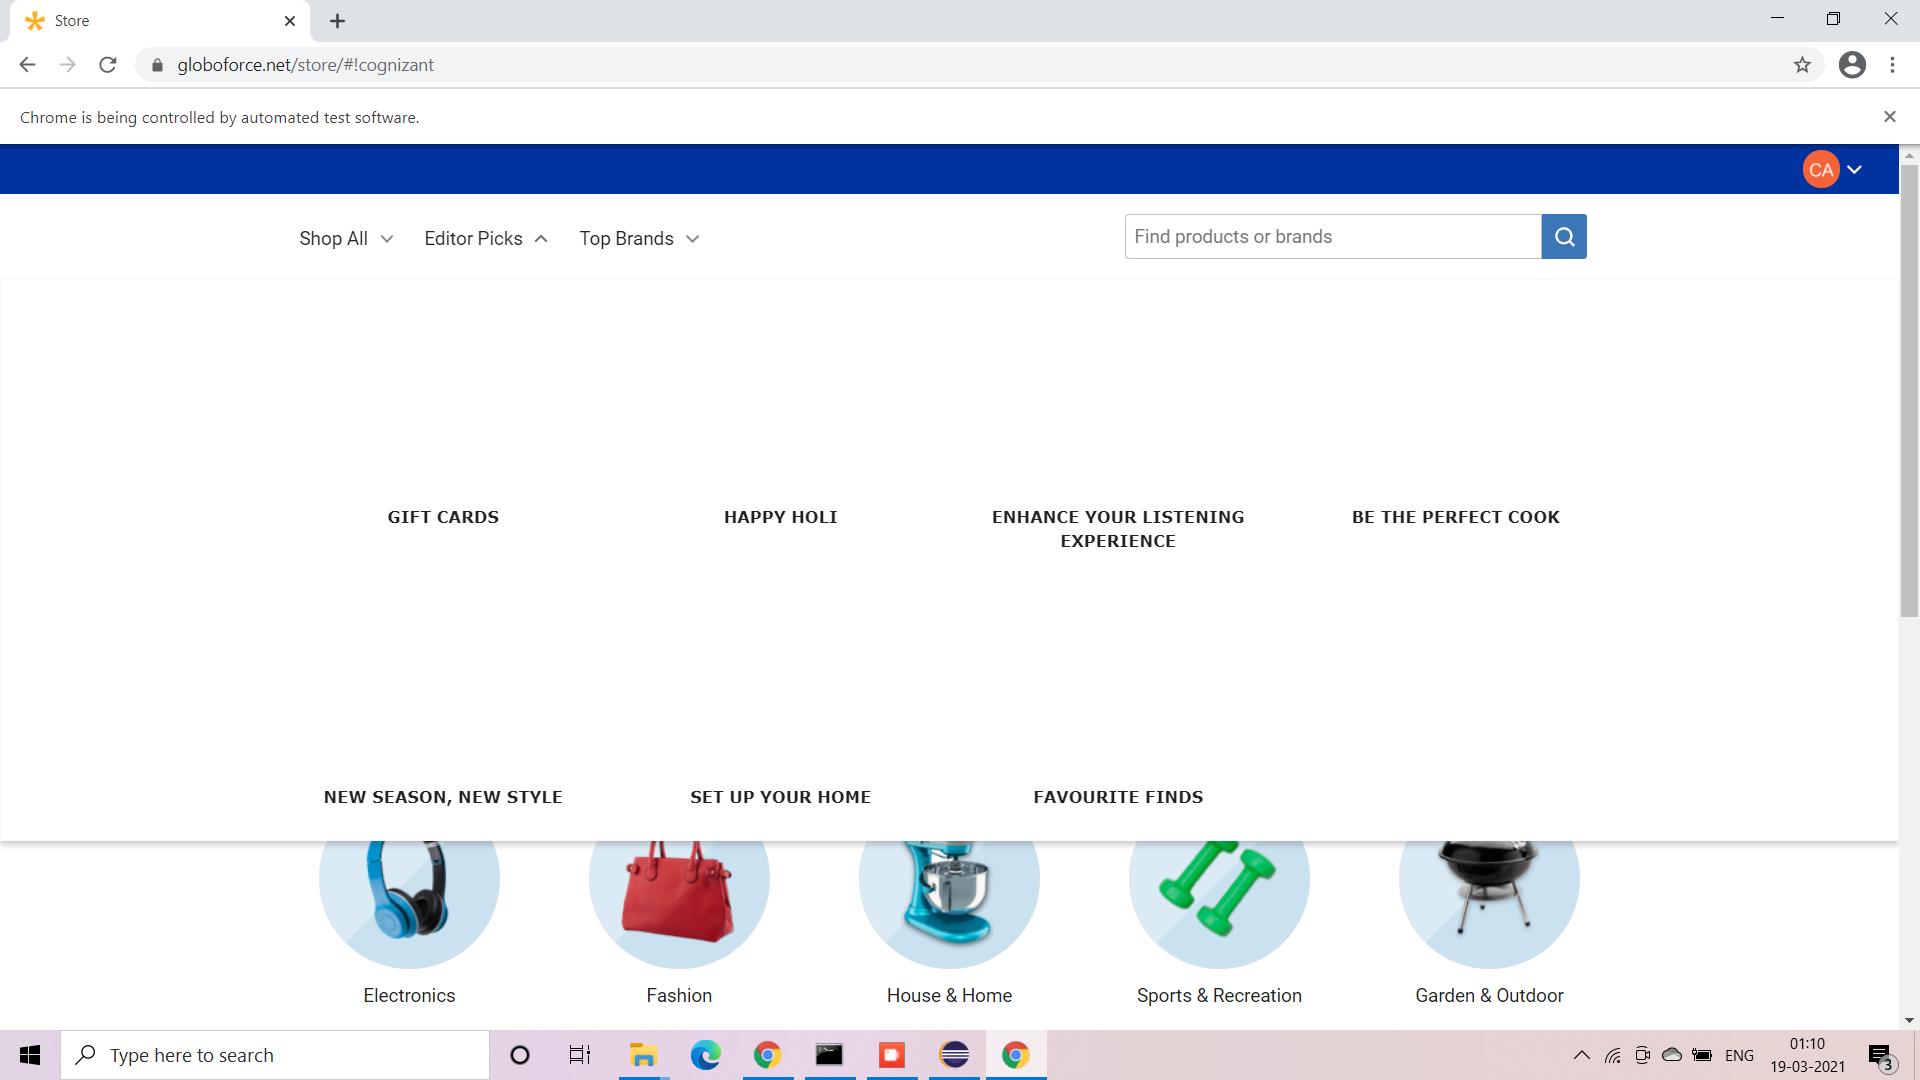 Store
globoforce.net/store/#!cognizant
Chrome is being controlled by automated test software.
CA
Shop All
Editor Picks
Top Brands
Find products or brands
GIFT CARDS
HAPPY HOLI
ENHANCE YOUR LISTENING
EXPERIENCE
BE THE PERFECT COOK
NEW SEASON, NEW STYLE
SET UP YOUR HOME
FAVOURITE FINDS
Electronics
Fashion
House & Home
Sports & Recreation
Garden & Outdoor
Type here to search
ENG
01:10
19-03-2021
3